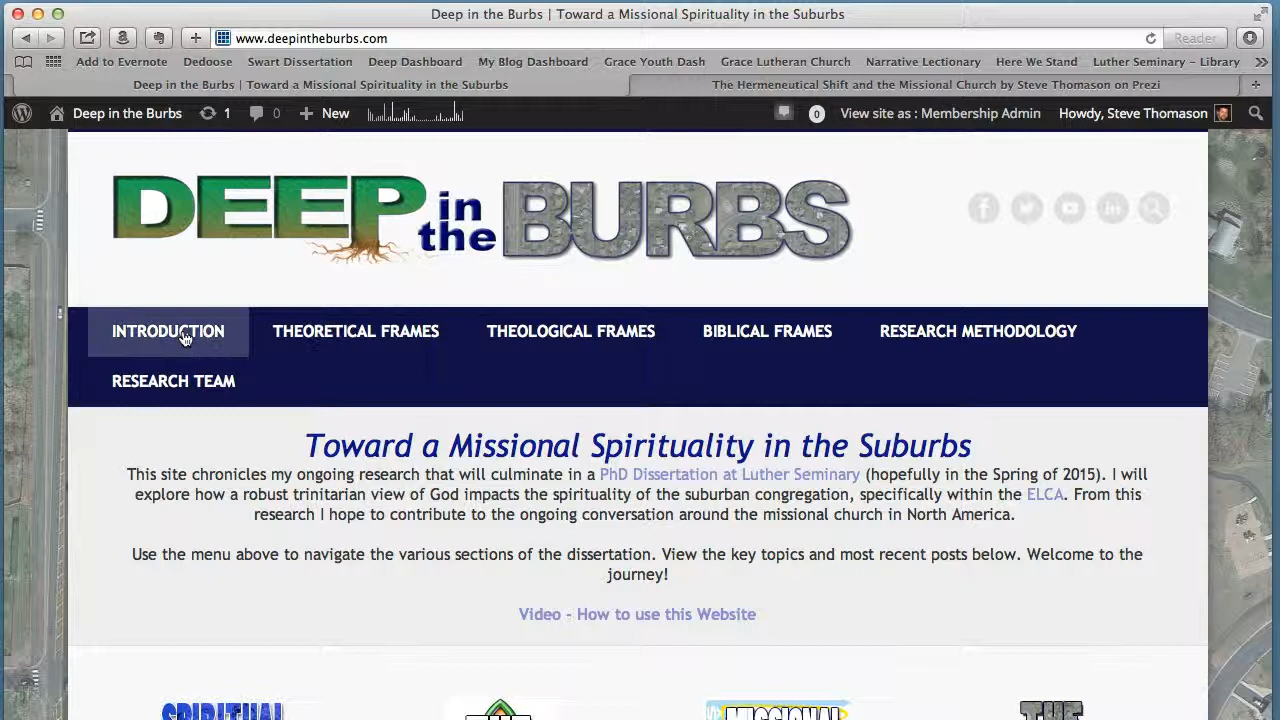 Deep in the Burbs | Toward a Missional Spirituality in the Suburbs
www.deepintheburbs.com
Reader
Add to Evernote Dedoose Swart Dissertation Deep Dashboard My Blog Dashboard Grace Youth Dash Grace Lutheran Church Narrative Lectionary Here We Stand Luther Seminary – Library
Deep in the Burbs | Toward a Missional Spirituality in the Suburbs
The Hermeneutical Shift and the Missional Church by Steve Thomason on Prezi
Deep in the Burbs 1 0 New 0 View site as : Membership Admin Howdy, Steve Thomason
DEEP in the BURBS
INTRODUCTION THEORETICAL FRAMES THEOLOGICAL FRAMES BIBLICAL FRAMES RESEARCH METHODOLOGY
RESEARCH TEAM
Toward a Missional Spirituality in the Suburbs
This site chronicles my ongoing research that will culminate in a PhD Dissertation at Luther Seminary (hopefully in the Spring of 2015). I will
explore how a robust trinitarian view of God impacts the spirituality of the suburban congregation, specifically within the ELCA. From this
research I hope to contribute to the ongoing conversation around the missional church in North America.
Use the menu above to navigate the various sections of the dissertation. View the key topics and most recent posts below. Welcome to the
journey!
Video - How to use this Website
SPIRITUAL MISSIONAL THE